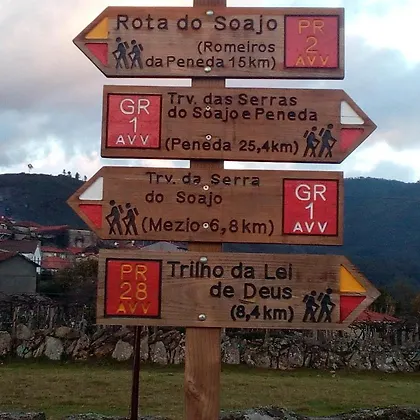 Rota do Soajo
(Romeiros
da Peneda 15km)
PR
2
AVV
GR
1
AVV
Trv. das Serras
do Soajo e Peneda
(Peneda 25,4km)
Trv. da Serra
do Soajo
(Mezio 6,8km)
GR
1
AVV
PR
28
AVV
Trilho da Lei
de Deus
(8,4km)